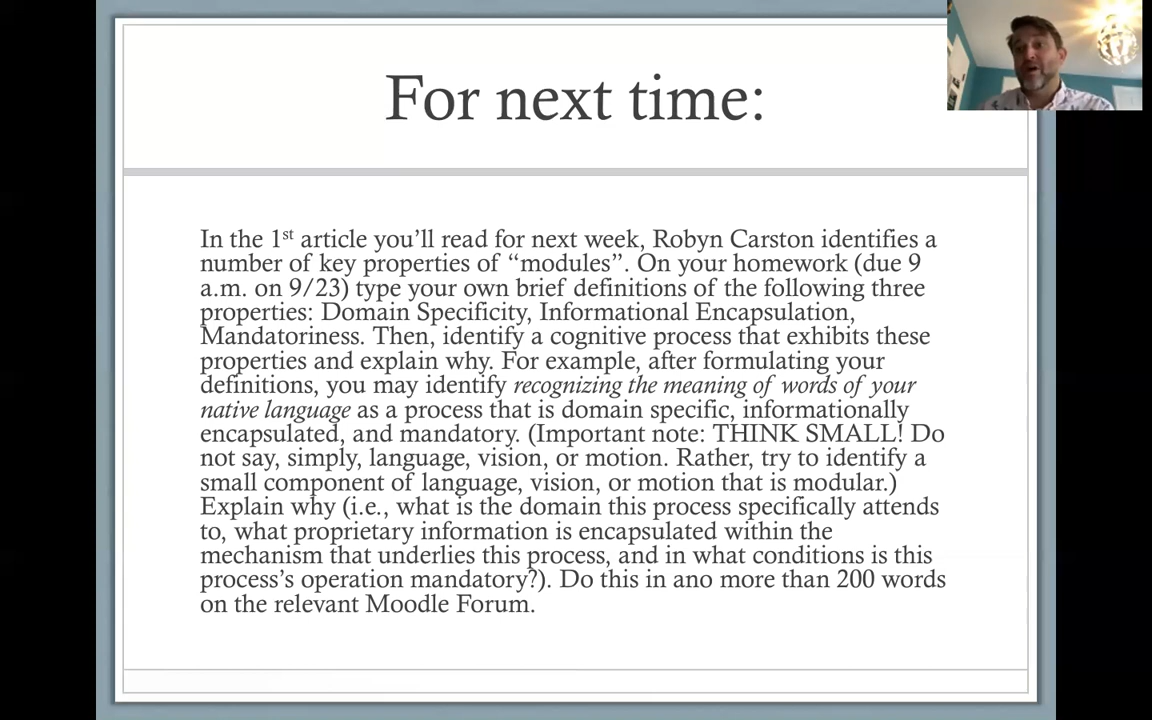 For next time:
In the 1st article you’ll read for next week, Robyn Carston identifies a
number of key properties of “modules”. On your homework (due 9
a.m. on 9/23) type your own brief definitions of the following three
properties: Domain Specificity, Informational Encapsulation,
Mandatoriness. Then, identify a cognitive process that exhibits these
properties and explain why. For example, after formulating your
definitions, you may identify recognizing the meaning of words of your
native language as a process that is domain specific, informationally
encapsulated, and mandatory. (Important note: THINK SMALL! Do
not say, simply, language, vision, or motion. Rather, try to identify a
small component of language, vision, or motion that is modular.)
Explain why (i.e., what is the domain this process specifically attends
to, what proprietary information is encapsulated within the
mechanism that underlies this process, and in what conditions is this
process’s operation mandatory?). Do this in ano more than 200 words
on the relevant Moodle Forum.